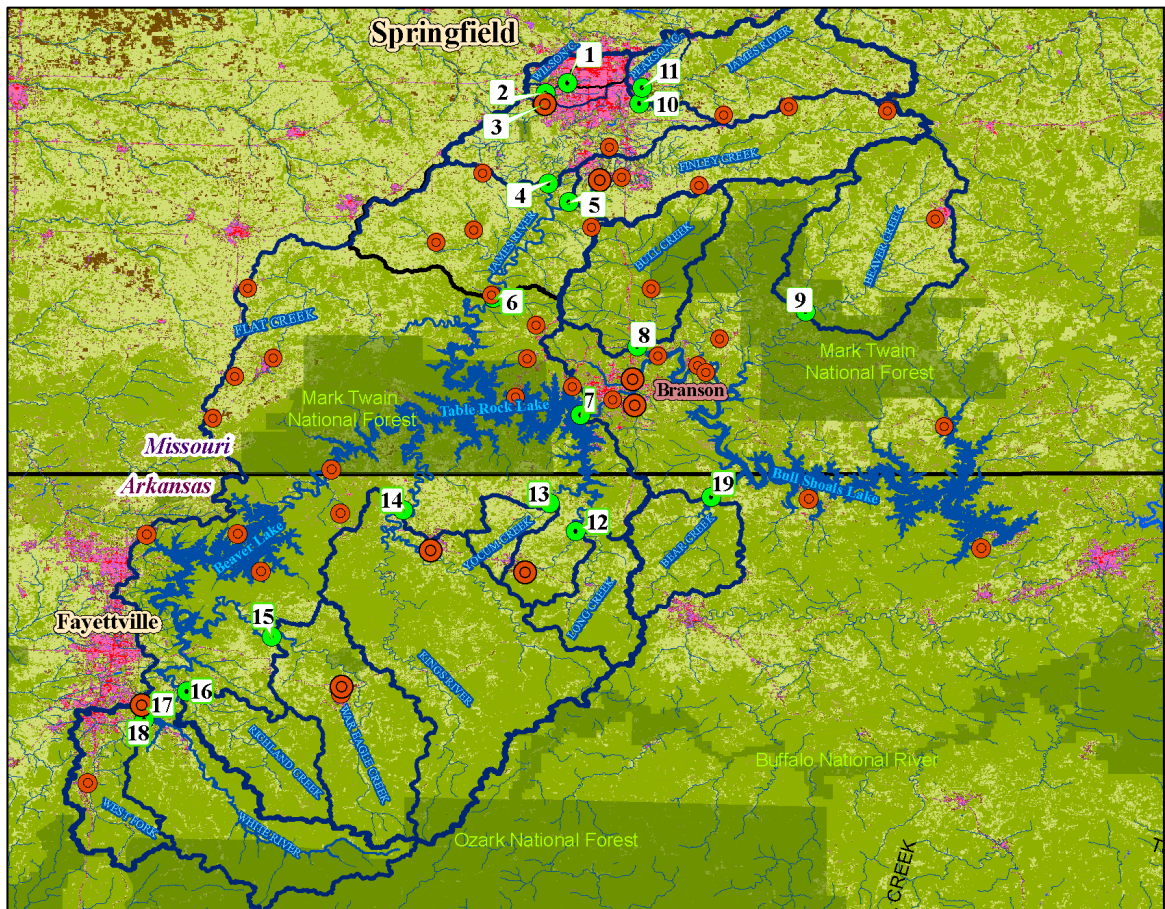 Springfield
WILSON C.
PEARSON C.
JAMES RIVER
1
2
3
11
10
FINLEY CREEK
4
5
JAMES RIVER
BULL CREEK
BEAVER CREEK
6
9
FLAT CREEK
8
Mark Twain
National Forest
Branson
Mark Twain
National Forest
Table Rock Lake
7
Missouri
Arkansas
Bull Shoals Lake
14
13
12
19
Beaver Lake
YOCUM CREEK
BEAR CREEK
LONG CREEK
Fayettville
15
KINGS RIVER
16
17
18
RICHLAND CREEK
WAR EAGLE CREEK
Buffalo National River
WEST FORK
WHITE RIVER
Ozark National Forest
CREEK